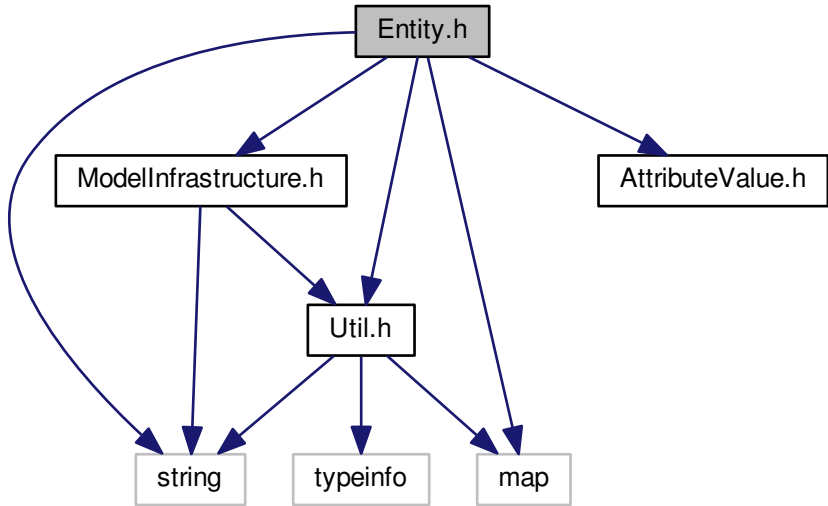 Entity.h
ModelInfrastructure.h
AttributeValue.h
Util.h
string
typeinfo
map